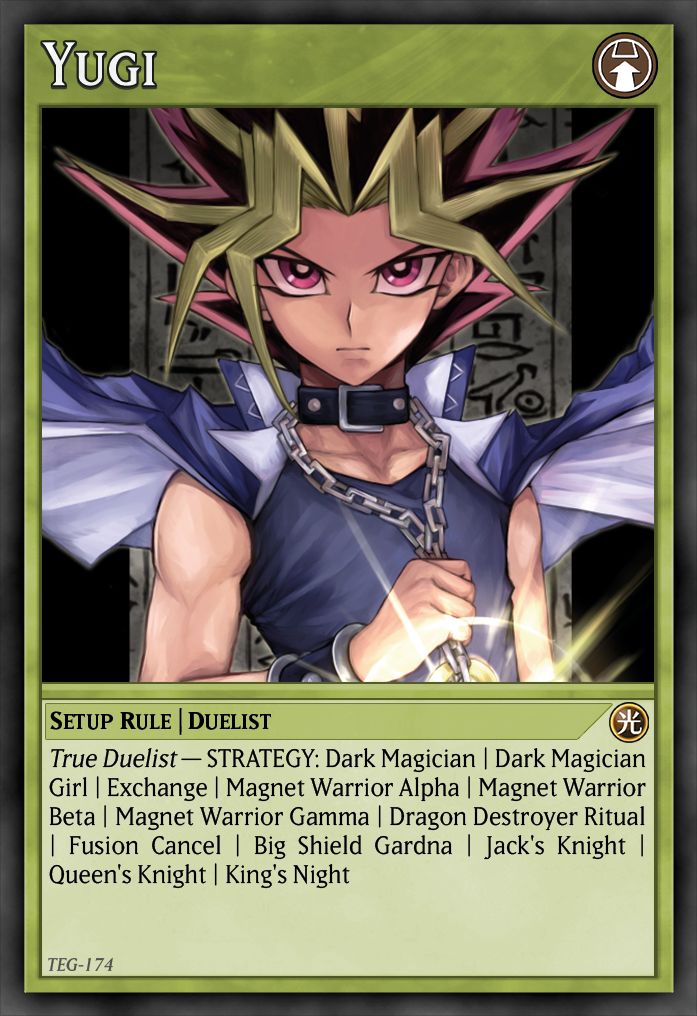 Yugi
Setup Rule | Duelist
光
True Duelist — STRATEGY: Dark Magician | Dark Magician
Girl | Exchange | Magnet Warrior Alpha | Magnet Warrior
Beta | Magnet Warrior Gamma | Dragon Destroyer Ritual
| Fusion Cancel | Big Shield Gardna | Jack's Knight |
Queen's Knight | King's Night
TEG-174